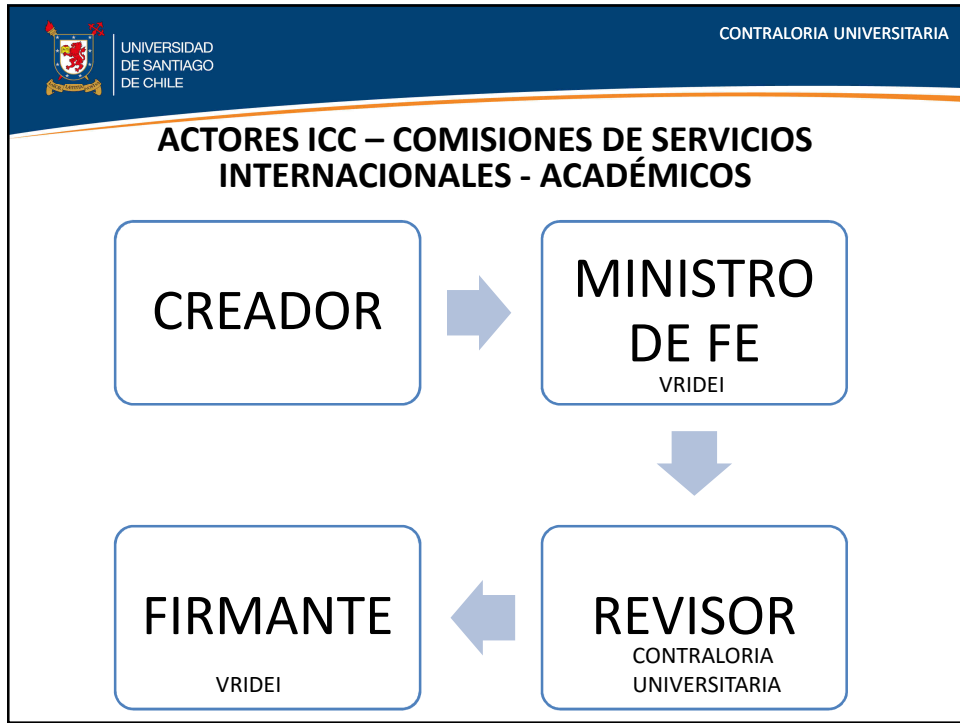 UNIVERSIDAD
DE SANTIAGO
DE CHILE
CONTRALORIA UNIVERSITARIA
ACTORES ICC – COMISIONES DE SERVICIOS
INTERNACIONALES - ACADÉMICOS
CREADOR
MINISTRO
DE FE
VRIDEI
FIRMANTE
VRIDEI
REVISOR
CONTRALORIA
UNIVERSITARIA